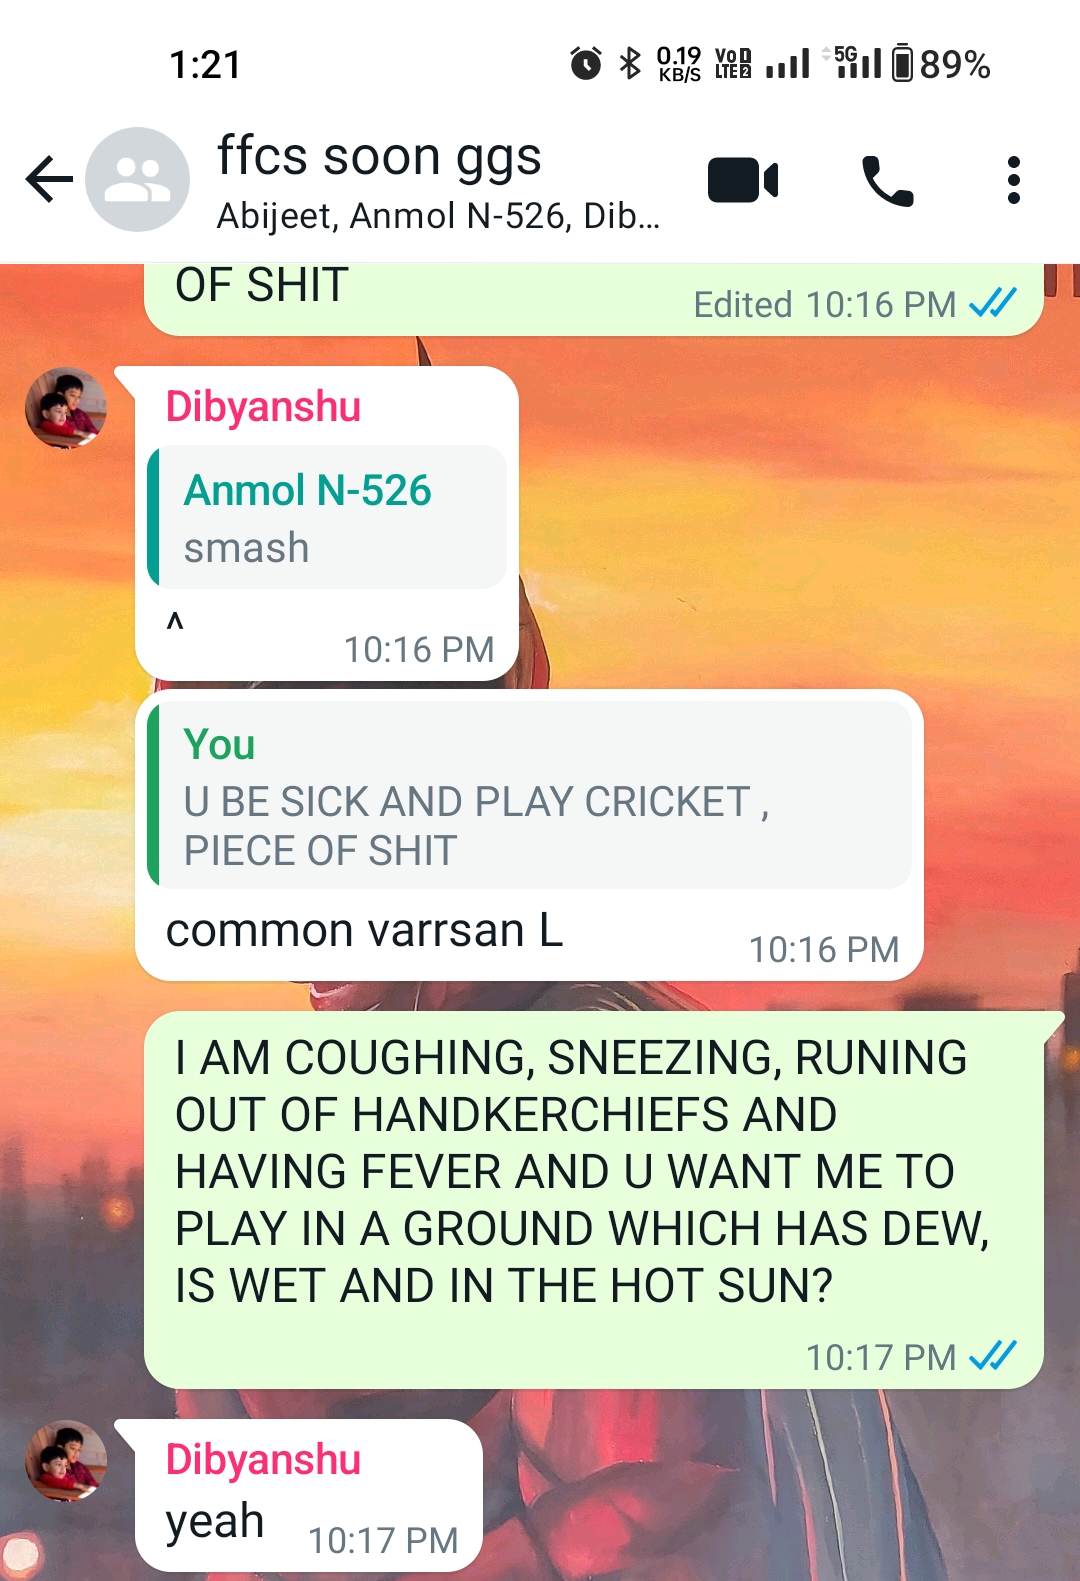 1:21
0.19 KB/S VoD LTE2 5G 89%
ffcs soon ggs
Abijeet, Anmol N-526, Dib...
OF SHIT
Edited 10:16 PM
Dibyanshu
Anmol N-526
smash
^
10:16 PM
You
U BE SICK AND PLAY CRICKET ,
PIECE OF SHIT
common varrsan L
10:16 PM
I AM COUGHING, SNEEZING, RUNING
OUT OF HANDKERCHIEFS AND
HAVING FEVER AND U WANT ME TO
PLAY IN A GROUND WHICH HAS DEW,
IS WET AND IN THE HOT SUN?
10:17 PM
Dibyanshu
yeah
10:17 PM